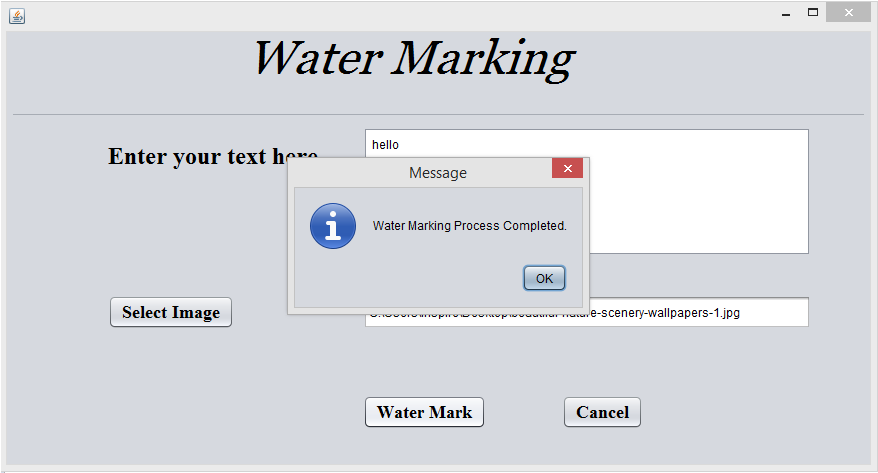 Water Marking
Enter your text here
hello
Message
Water Marking Process Completed.
OK
Select Image
nature-scenery-wallpapers-1.jpg
Water Mark
Cancel